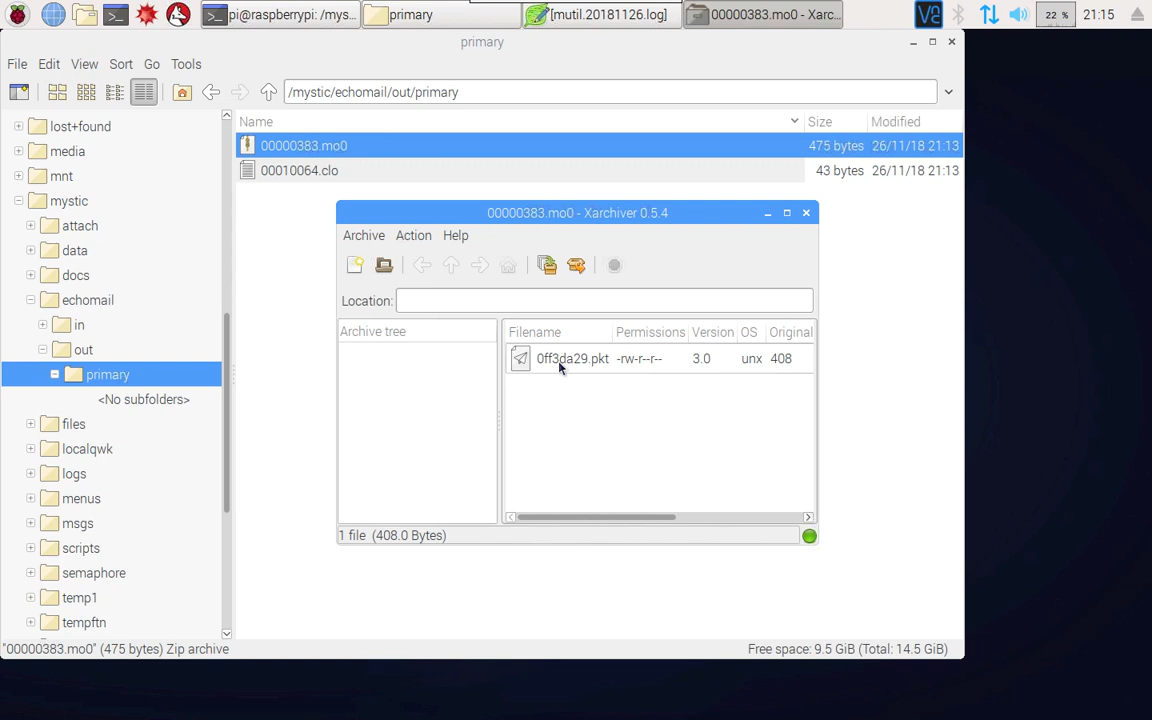 pi@raspberrypi: /mys...
primary
[mutil.20181126.log]
00000383.mo0 - Xarc...
22 %
21:15
primary
File Edit View Sort Go Tools
/mystic/echomail/out/primary
lost+found
media
mnt
mystic
attach
data
docs
echomail
in
out
primary
<No subfolders>
files
localqwk
logs
menus
msgs
scripts
semaphore
temp1
tempftn
Name Size Modified
00000383.mo0 475 bytes 26/11/18 21:13
00010064.clo 43 bytes 26/11/18 21:13
00000383.mo0 - Xarchiver 0.5.4
Archive Action Help
Location:
Archive tree
Filename Permissions Version OS Original
0ff3da29.pkt -rw-r--r-- 3.0 unx 408
1 file (408.0 Bytes)
"00000383.mo0" (475 bytes) Zip archive
Free space: 9.5 GiB (Total: 14.5 GiB)